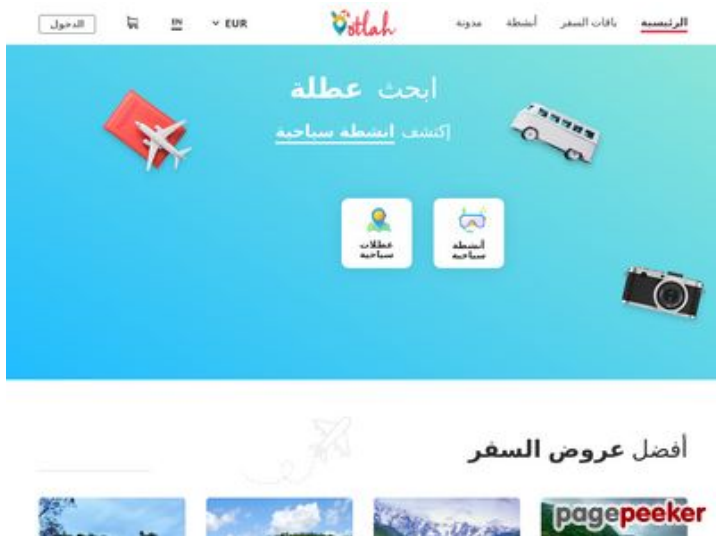 الرئيسية
باقات السفر
أنشطة
مدونة
otlah
EUR
EN
الدخول
ابحث عطلة
إكتشف انشطة سياحية
أنشطة
سياحية
عطلات
سياحية
أفضل عروض السفر
pagepeeker